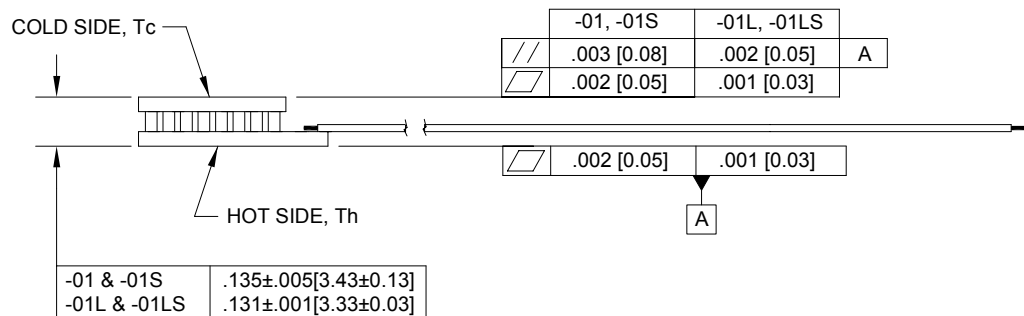 COLD SIDE, Tc
-01, -01S -01L, -01LS
// .003 [0.08] .002 [0.05] A
.002 [0.05] .001 [0.03]
.002 [0.05] .001 [0.03]
A
HOT SIDE, Th
-01 & -01S .135±.005[3.43±0.13]
-01L & -01LS .131±.001[3.33±0.03]